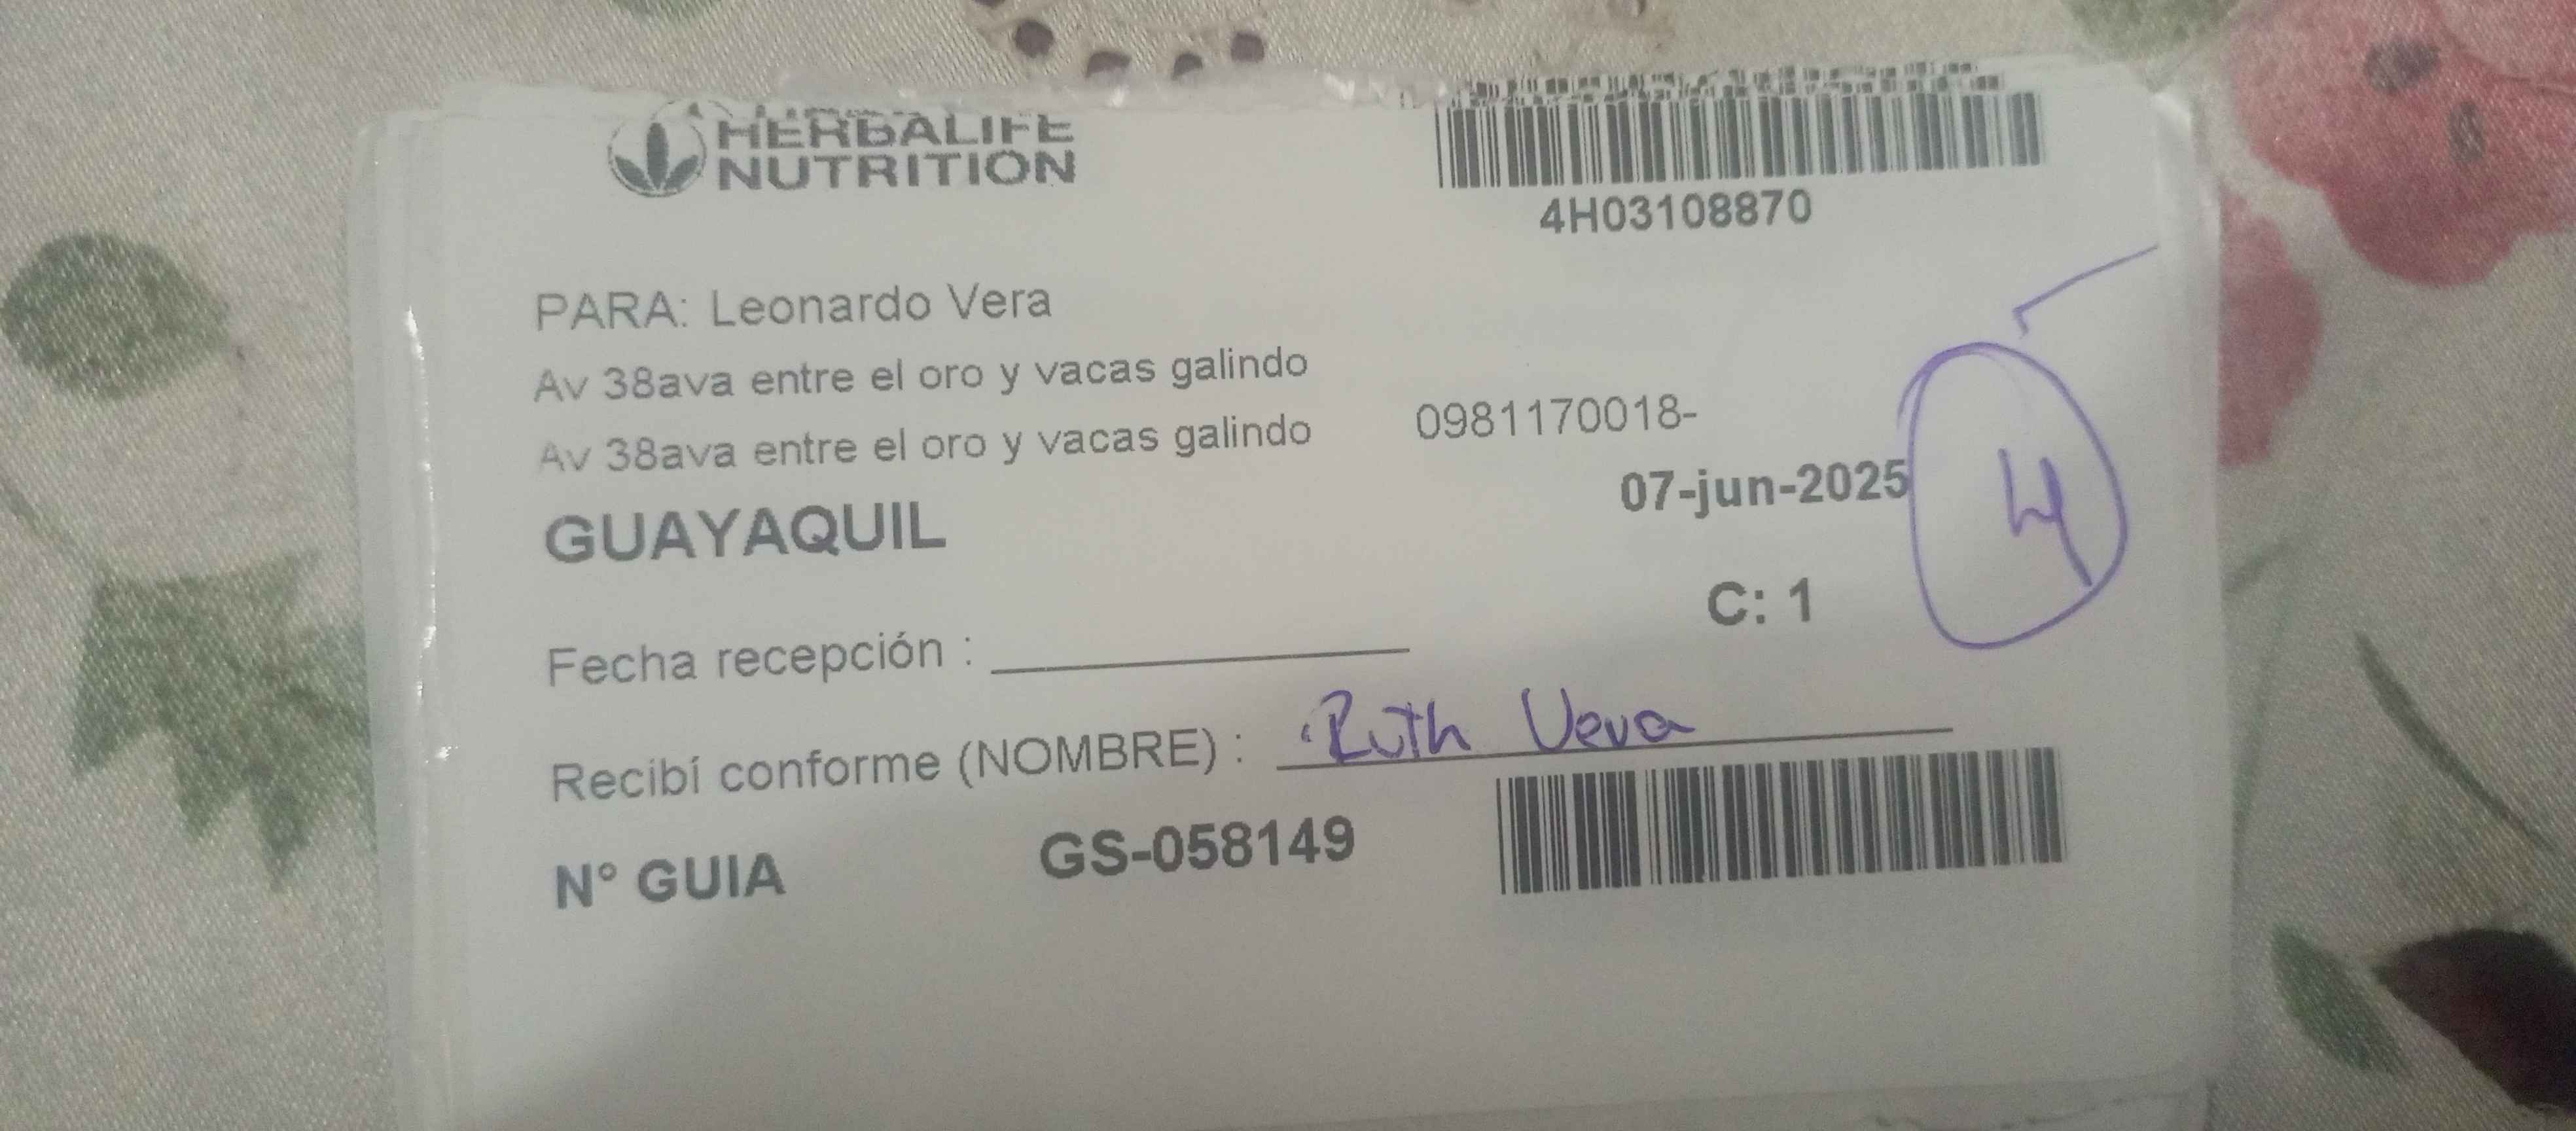 HERBALIFE
NUTRITION
4H03108870
PARA: Leonardo Vera
Av 38ava entre el oro y vacas galindo
Av 38ava entre el oro y vacas galindo 0981170018-
GUAYAQUIL 07-jun-2025
4
C: 1
Fecha recepción :
Recibí conforme (NOMBRE) : Ruth Vera
N° GUIA GS-058149